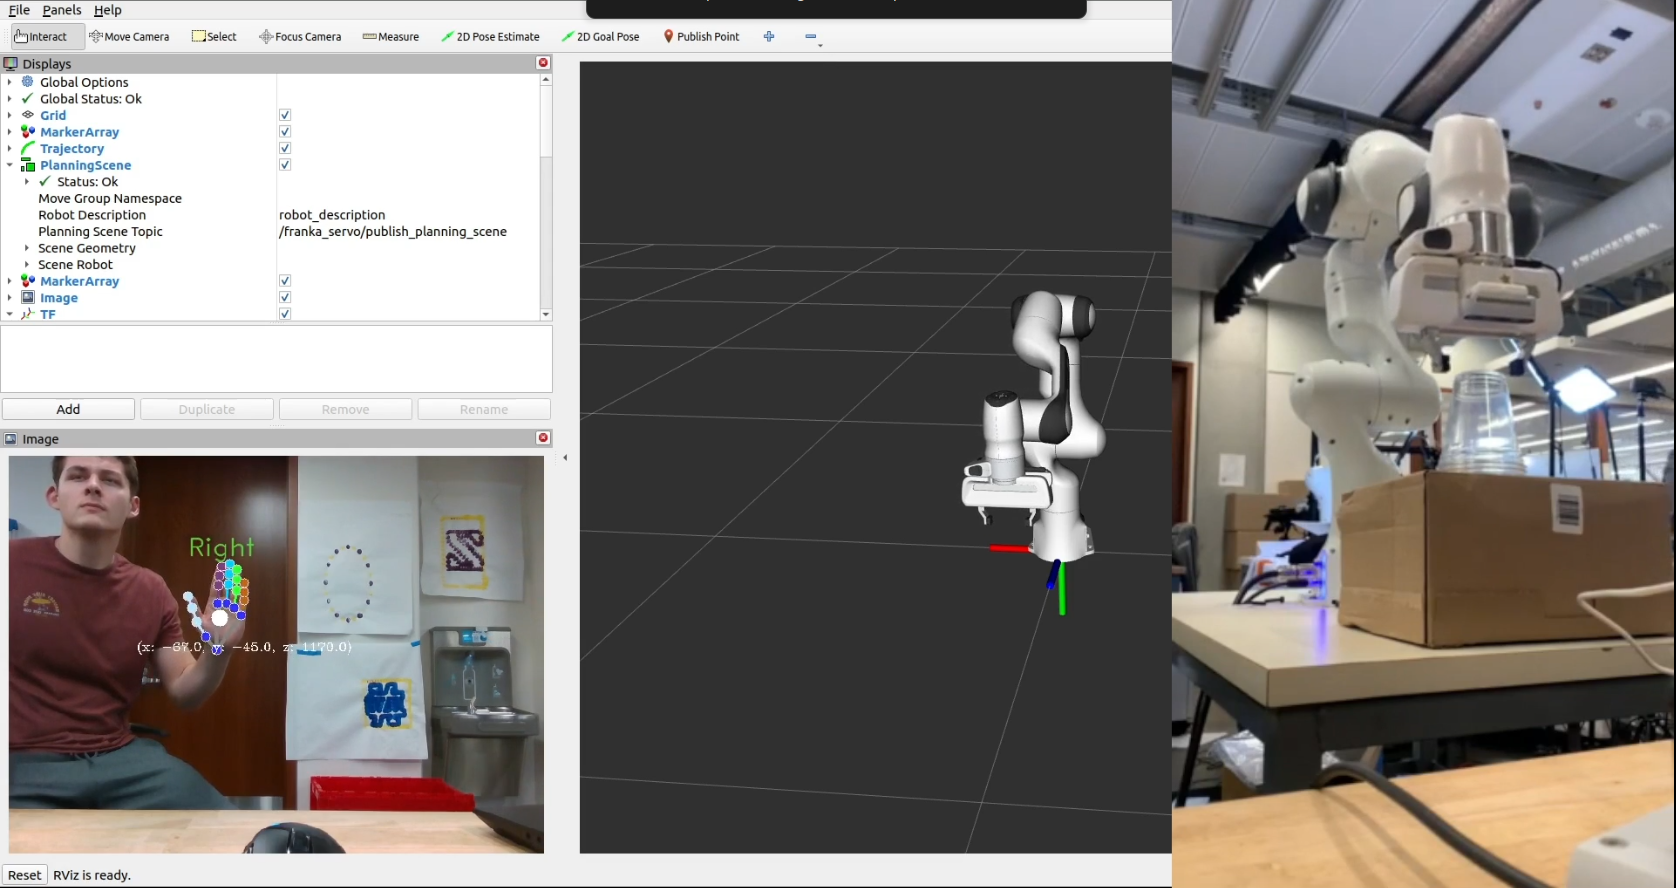 File Panels Help
Interact Move Camera Select Focus Camera Measure 2D Pose Estimate 2D Goal Pose Publish Point
Displays
Global Options
Global Status: Ok
Grid
MarkerArray
Trajectory
PlanningScene
Status: Ok
Move Group Namespace
Robot Description robot_description
Planning Scene Topic /franka_servo/publish_planning_scene
Scene Geometry
Scene Robot
MarkerArray
Image
TF
Add Duplicate Remove Rename
Image
Right
(x: -67.0, y: -45.0, z: 1170.0)
Reset RViz is ready.